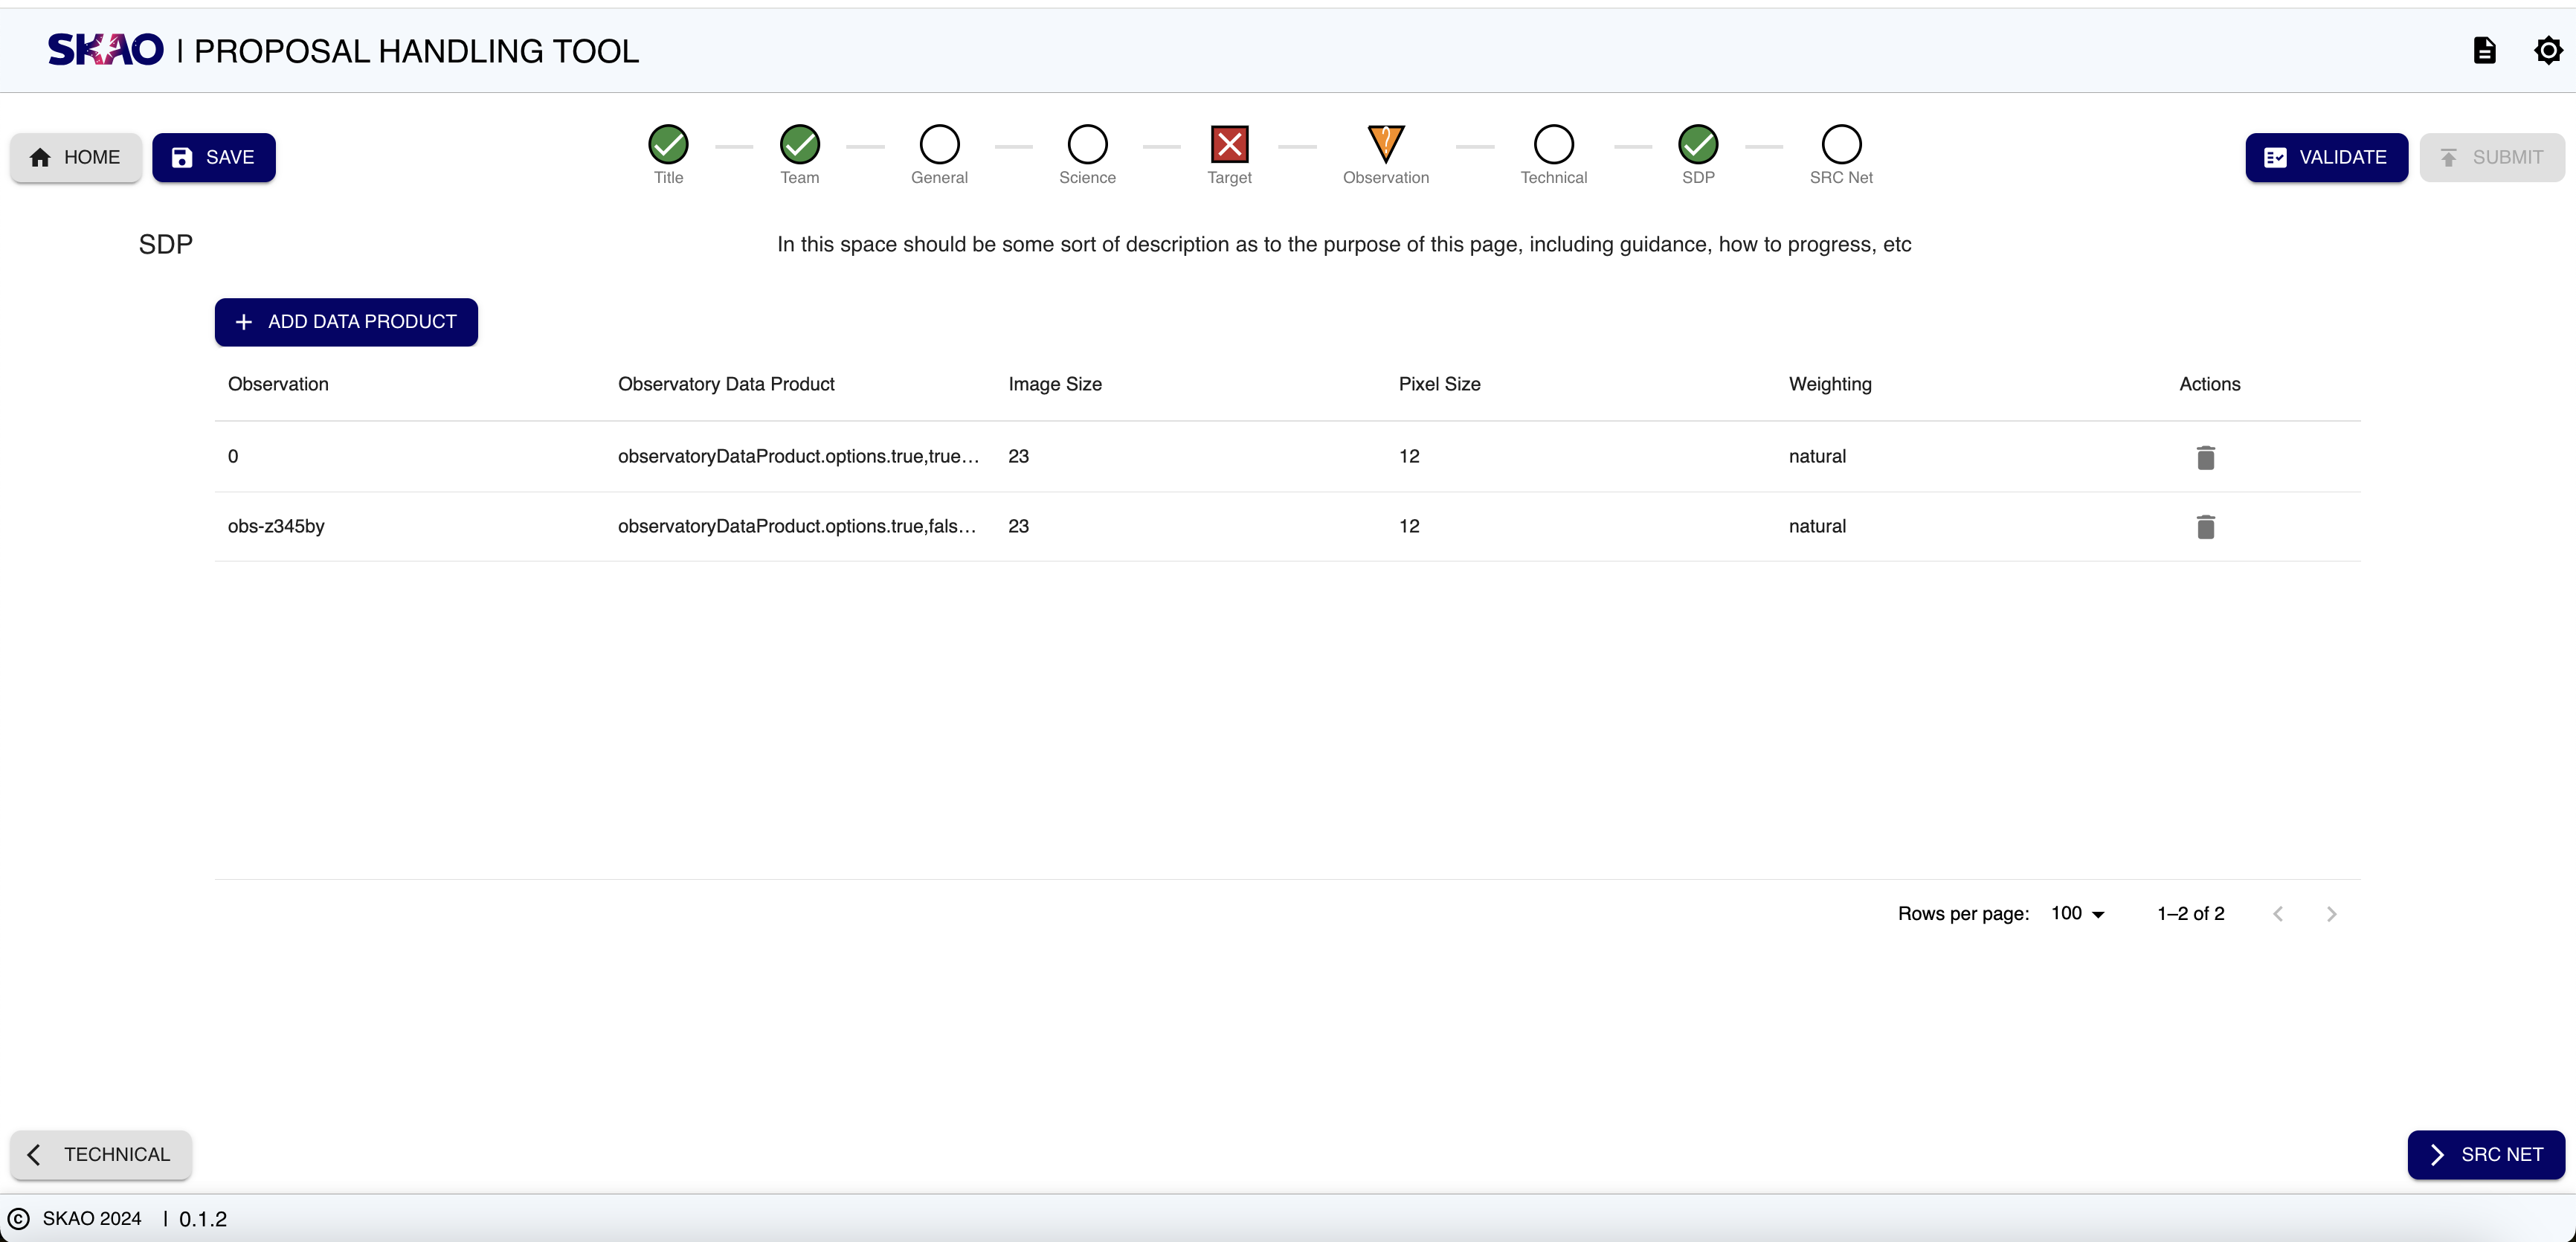 SKAO | PROPOSAL HANDLING TOOL
HOME
SAVE
Title
Team
General
Science
Target
Observation
Technical
SDP
SRC Net
VALIDATE
SUBMIT
SDP
In this space should be some sort of description as to the purpose of this page, including guidance, how to progress, etc
+ ADD DATA PRODUCT
Observation Observatory Data Product Image Size Pixel Size Weighting Actions
0 observatoryDataProduct.options.true,true... 23 12 natural
obs-z345by observatoryDataProduct.options.true,fals... 23 12 natural
Rows per page: 100 1–2 of 2
TECHNICAL
SRC NET
© SKAO 2024 | 0.1.2